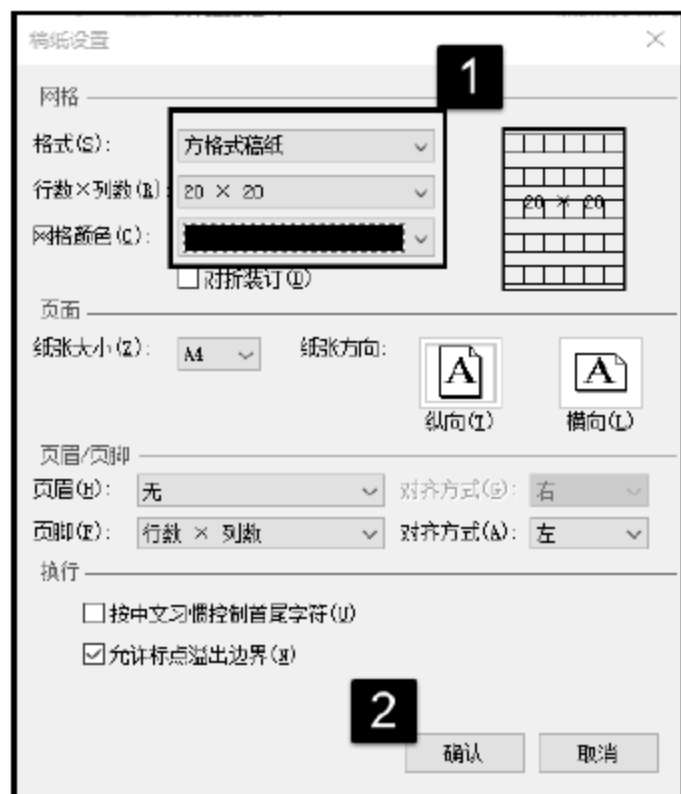 稿纸设置
1
网格
格式(S): 方格式稿纸
行数×列数(R): 20 × 20
20 × 20
网格颜色(C):
对折装订(D)
页面
纸张大小(Z): A4 纸张方向:
A A
纵向(T) 横向(L)
页眉/页脚
页眉(H): 无 对齐方式(G): 右
页脚(F): 行数 × 列数 对齐方式(A): 左
换行
按中文习惯控制首尾字符(U)
允许标点溢出边界(N)
2
确认 取消